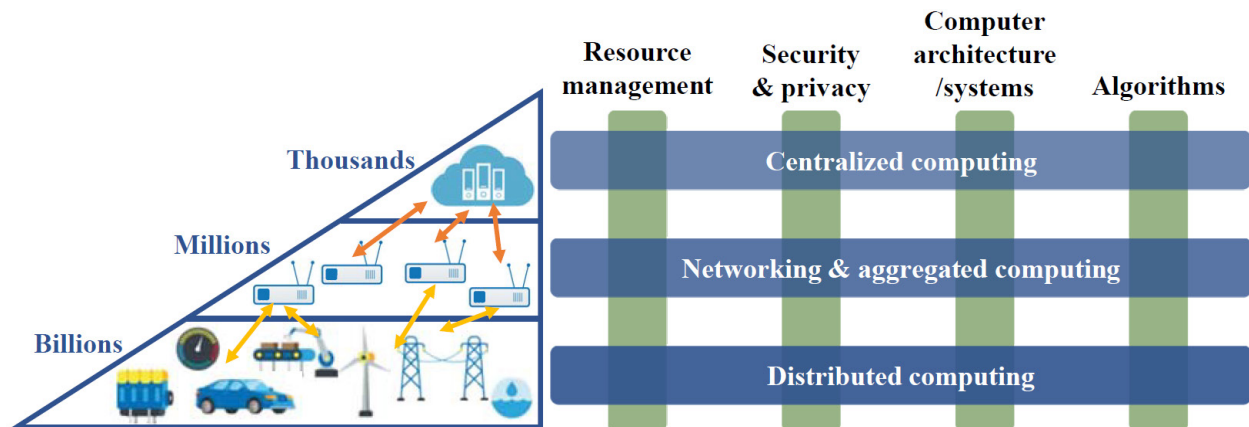 Resource
management
Security
& privacy
Computer
architecture
/systems
Algorithms
Thousands
Centralized computing
Millions
Networking & aggregated computing
Billions
Distributed computing